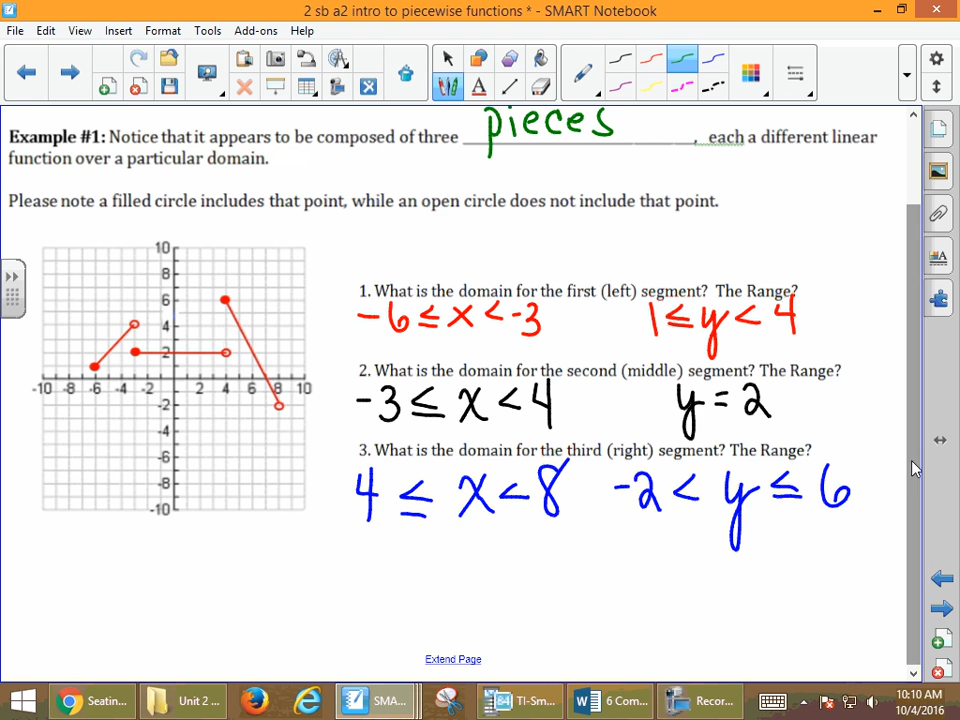 2 sb a2 intro to piecewise functions * - SMART Notebook
File Edit View Insert Format Tools Add-ons Help
pieces
Example #1: Notice that it appears to be composed of three ____, each a different linear
function over a particular domain.
Please note a filled circle includes that point, while an open circle does not include that point.
10
8
6
4
2
-10 -8 -6 -4 -2 2 4 6 8 10
-2
-4
-6
-8
-10
1. What is the domain for the first (left) segment? The Range?
-6 ≤ x < -3 1 ≤ y < 4
2. What is the domain for the second (middle) segment? The Range?
-3 ≤ x < 4 y = 2
3. What is the domain for the third (right) segment? The Range?
4 ≤ x < 8 -2 < y ≤ 6
Extend Page
Seatin... Unit 2 ... SMA... TI-Sm... 6 Com... Recor...
10:10 AM
10/4/2016